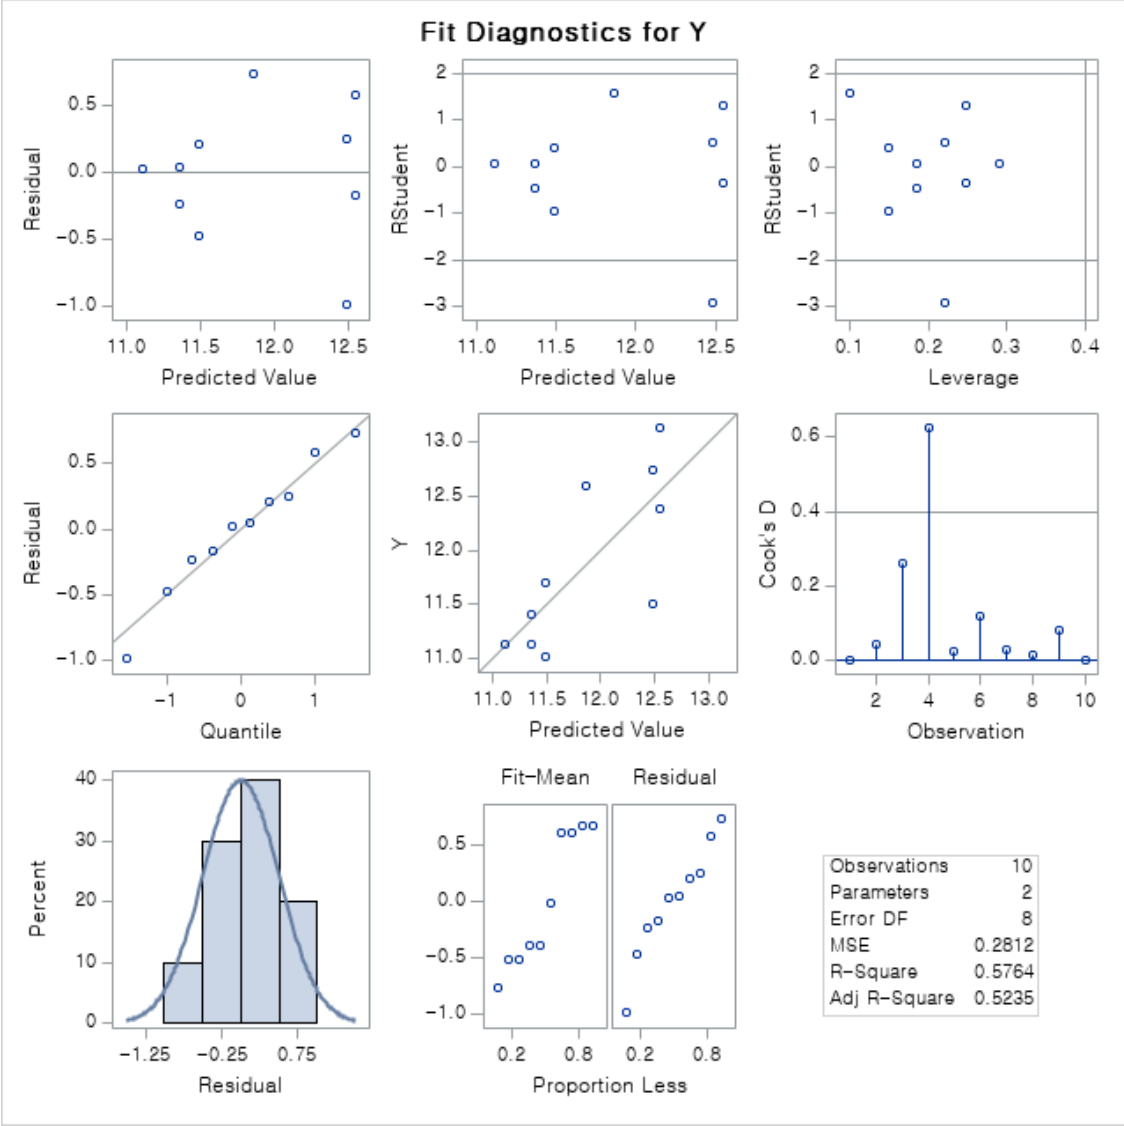 Fit Diagnostics for Y
0.5
0.0
−0.5
−1.0
Residual
11.0 11.5 12.0 12.5
Predicted Value
2
1
0
−1
−2
−3
RStudent
11.0 11.5 12.0 12.5
Predicted Value
2
1
0
−1
−2
−3
RStudent
0.1 0.2 0.3 0.4
Leverage
0.5
0.0
−0.5
−1.0
Residual
−1 0 1
Quantile
13.0
12.5
12.0
11.5
11.0
Y
11.0 11.5 12.0 12.5 13.0
Predicted Value
0.6
0.4
0.2
0.0
Cook's D
2 4 6 8 10
Observation
40
30
20
10
0
Percent
−1.25 −0.25 0.75
Residual
Fit−Mean Residual
0.5
0.0
−0.5
−1.0
0.2 0.8 0.2 0.8
Proportion Less
Observations 10
Parameters 2
Error DF 8
MSE 0.2812
R−Square 0.5764
Adj R−Square 0.5235